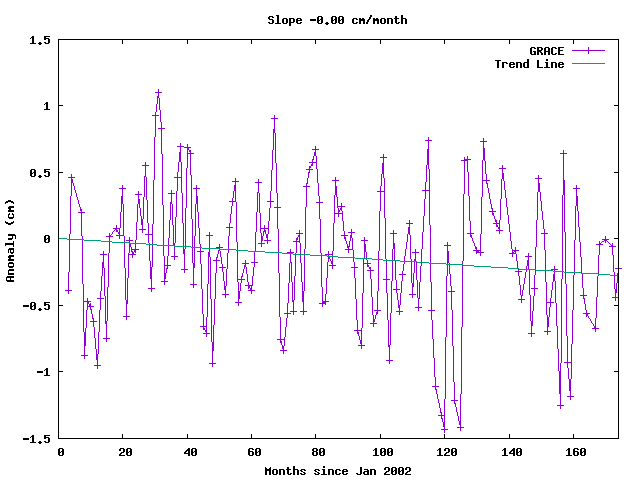 Slope -0.00 cm/month
1.5
GRACE
Trend Line
1
0.5
0
-0.5
-1
-1.5
Anomaly (cm)
0 20 40 60 80 100 120 140 160
Months since Jan 2002